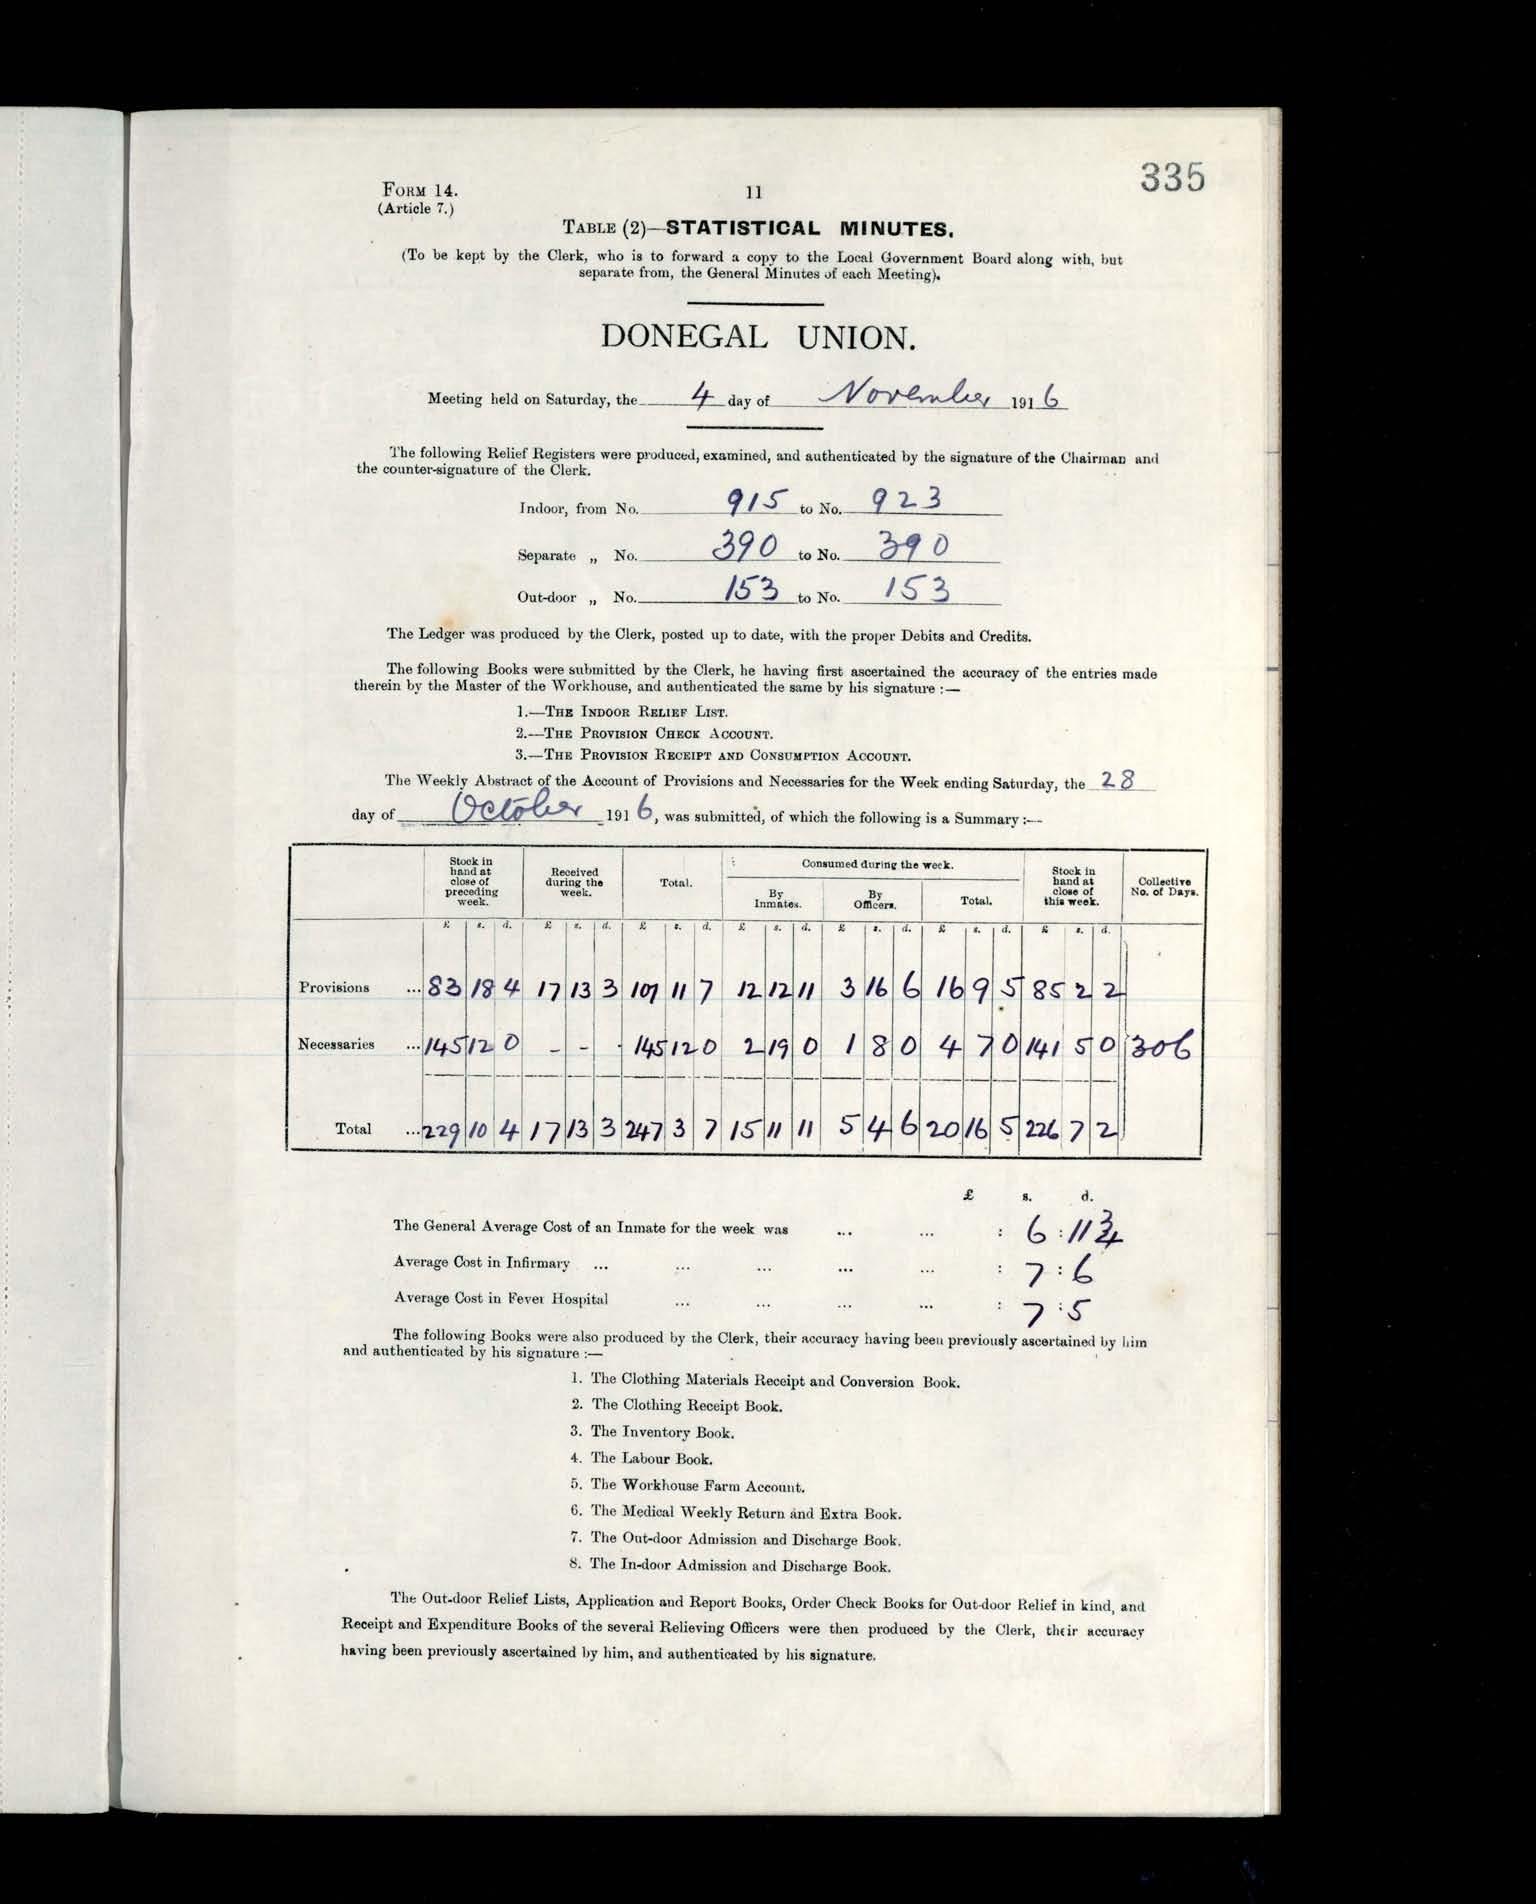 335
FORM 14.
11
(Article 7.)
TABLE (2)—STATISTICAL MINUTES.
(To be kept by the Clerk, who is to forward a copy to the Local Government Board along with, but
separate from, the General Minutes of each Meeting).
DONEGAL UNION.
Meeting held on Saturday, the 4 day of November 1916
The following Relief Registers were produced, examined, and authenticated by the signature of the Chairman and
the counter-signature of the Clerk.
Indoor, from No. 915 to No. 923
Separate „ No. 390 to No. 390
Out-door „ No. 153 to No. 153
The Ledger was produced by the Clerk, posted up to date, with the proper Debits and Credits.
The following Books were submitted by the Clerk, he having first ascertained the accuracy of the entries made
therein by the Master of the Workhouse, and authenticated the same by his signature :—
1.—THE INDOOR RELIEF LIST.
2.—THE PROVISION CHECK ACCOUNT.
3.—THE PROVISION RECEIPT AND CONSUMPTION ACCOUNT.
The Weekly Abstract of the Account of Provisions and Necessaries for the Week ending Saturday, the 28
day of October 1916, was submitted, of which the following is a Summary :—
Stock in hand at close of preceding week. Received during the week. Total. Consumed during the week. Stock in hand at close of this week. Collective No. of Days.
By Inmates. By Officers. Total.
£ s. d. £ s. d. £ s. d. £ s. d. £ s. d. £ s. d. £ s. d.
Provisions ... 83 18 4 17 13 3 101 11 7 12 12 11 3 16 6 16 9 5 85 2 2
Necessaries ... 145 12 0 - - · 145 12 0 2 19 0 1 8 0 4 7 0 141 5 0 306
Total ... 229 10 4 17 13 3 247 3 7 15 11 11 5 4 6 20 16 5 226 7 2
£ s. d.
The General Average Cost of an Inmate for the week was ... ... : 6 : 11 3/4
Average Cost in Infirmary ... ... ... ... ... : 7 : 6
Average Cost in Fever Hospital ... ... ... ... : 7 : 5
The following Books were also produced by the Clerk, their accuracy having been previously ascertained by him
and authenticated by his signature :—
1. The Clothing Materials Receipt and Conversion Book.
2. The Clothing Receipt Book.
3. The Inventory Book.
4. The Labour Book.
5. The Workhouse Farm Account.
6. The Medical Weekly Return and Extra Book.
7. The Out-door Admission and Discharge Book.
8. The In-door Admission and Discharge Book.
The Out-door Relief Lists, Application and Report Books, Order Check Books for Out-door Relief in kind, and
Receipt and Expenditure Books of the several Relieving Officers were then produced by the Clerk, their accuracy
having been previously ascertained by him, and authenticated by his signature.